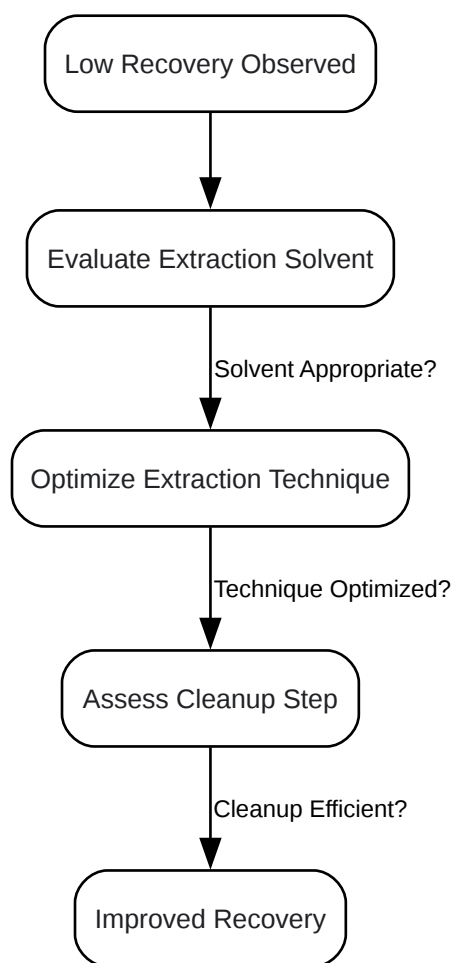 Low Recovery Observed
Evaluate Extraction Solvent
Solvent Appropriate?
Optimize Extraction Technique
Technique Optimized?
Assess Cleanup Step
Cleanup Efficient?
Improved Recovery